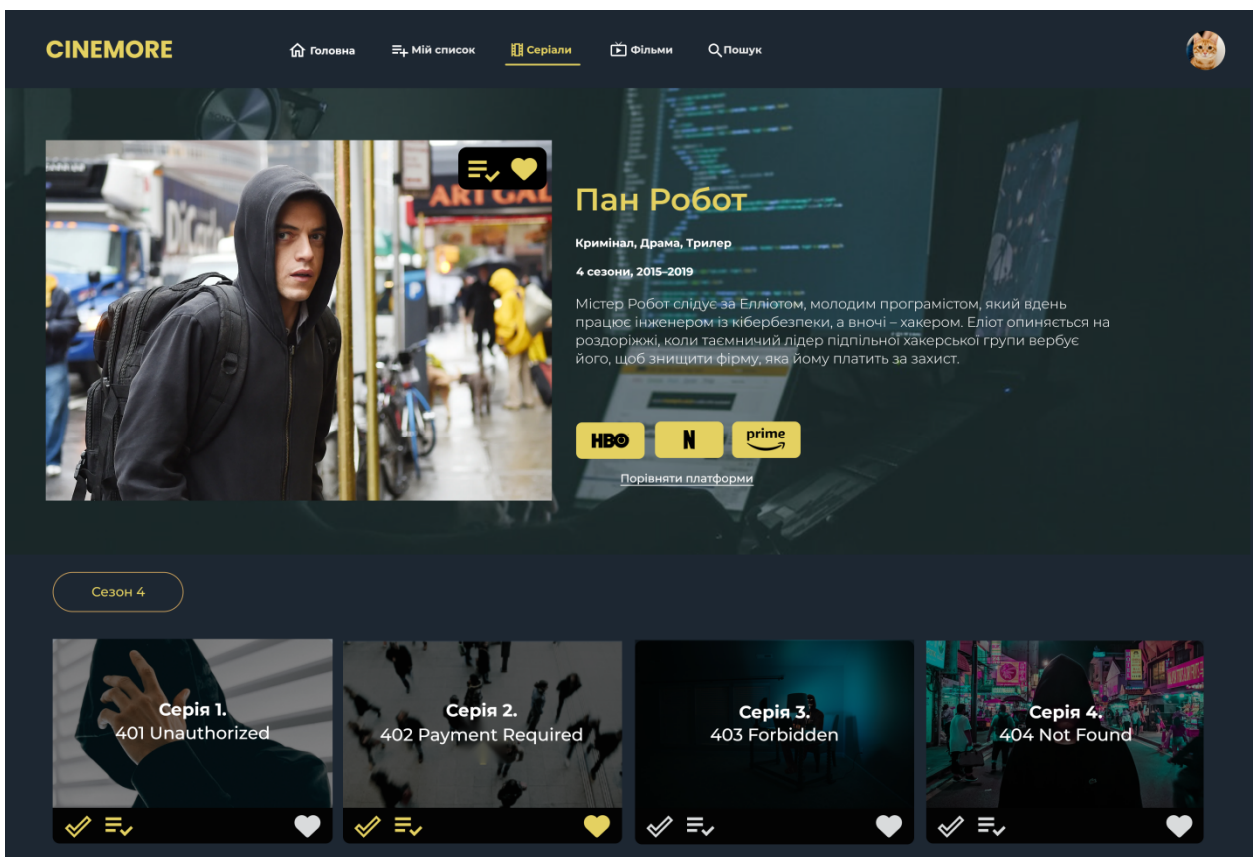 CINEMORE
Головна
Мій список
Серіали
Фільми
Пошук
ART GAL
Пан Робот
Кримінал, Драма, Трилер
4 сезони, 2015–2019
Містер Робот слідує за Елліотом, молодим програмістом, який вдень
працює інженером із кібербезпеки, а вночі – хакером. Еліот опиняється на
роздоріжжі, коли таємничий лідер підпільної хакерської групи вербує
його, щоб знищити фірму, яка йому платить за захист.
HBO
N
prime
Порівняти платформи
Сезон 4
Серія 1.
401 Unauthorized
Серія 2.
402 Payment Required
Серія 3.
403 Forbidden
Серія 4.
404 Not Found